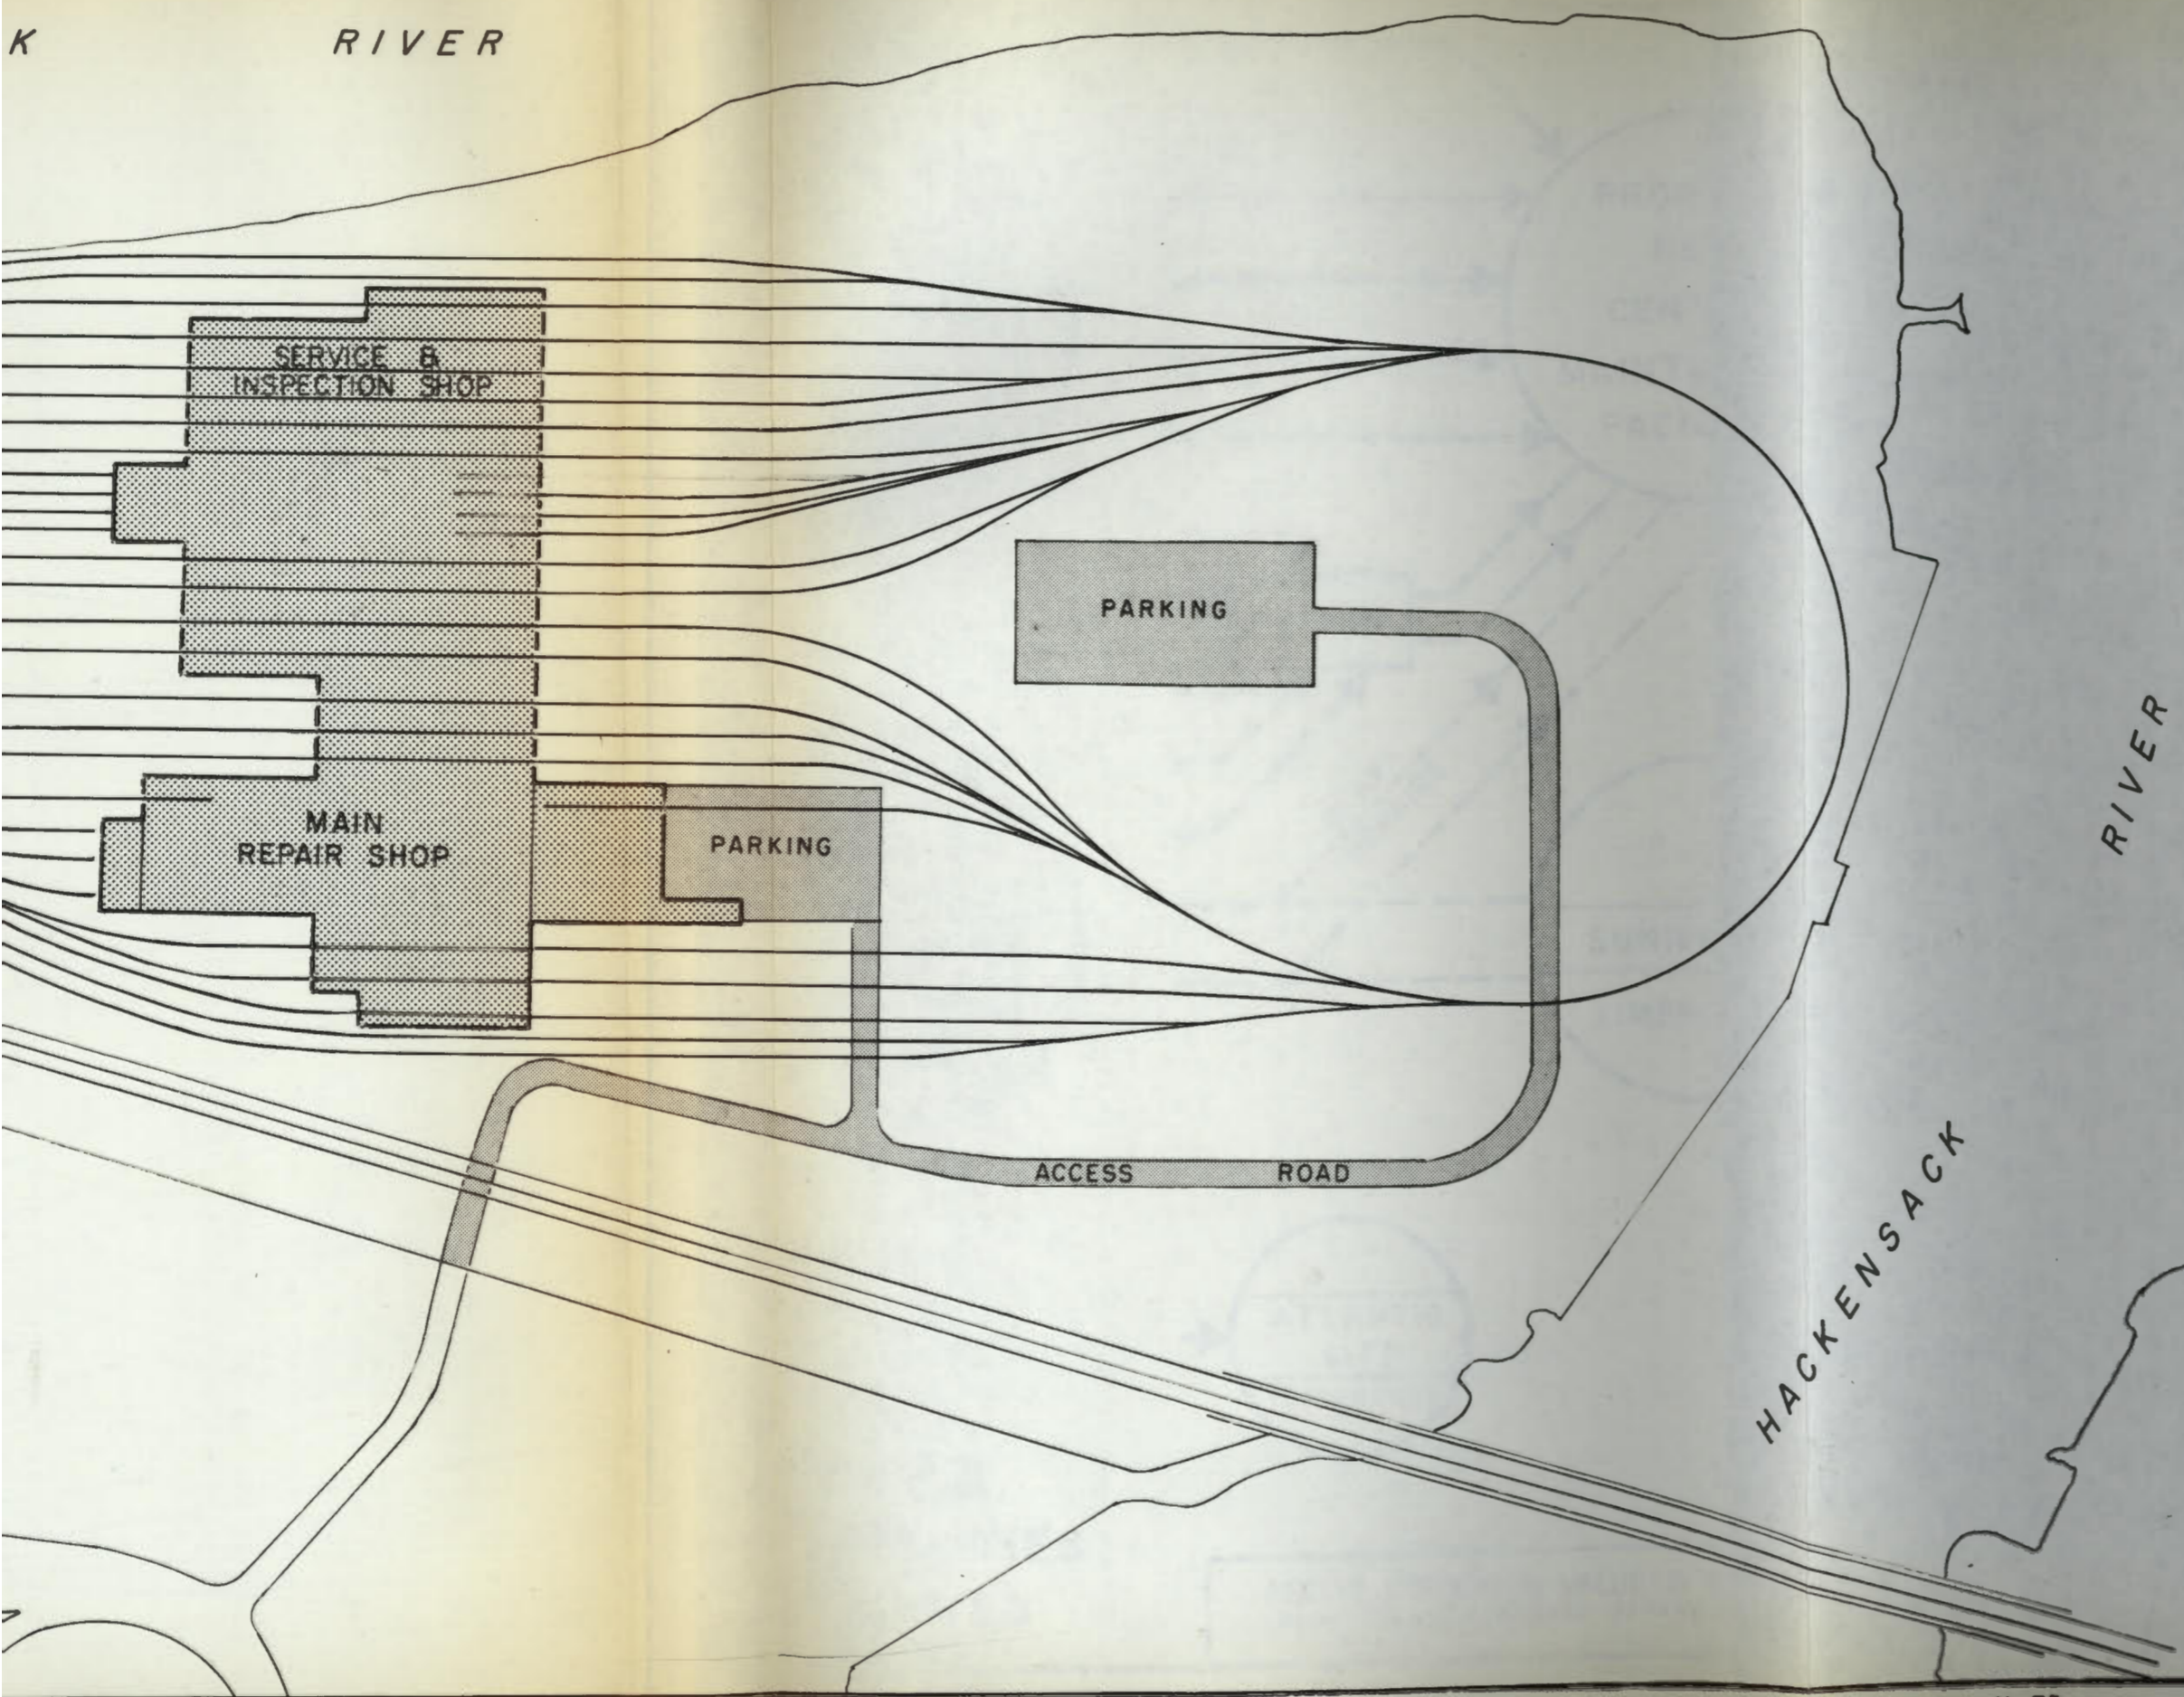 K RIVER
SERVICE &
INSPECTION SHOP
PARKING
MAIN
REPAIR SHOP
PARKING
ACCESS ROAD
HACKENSACK RIVER